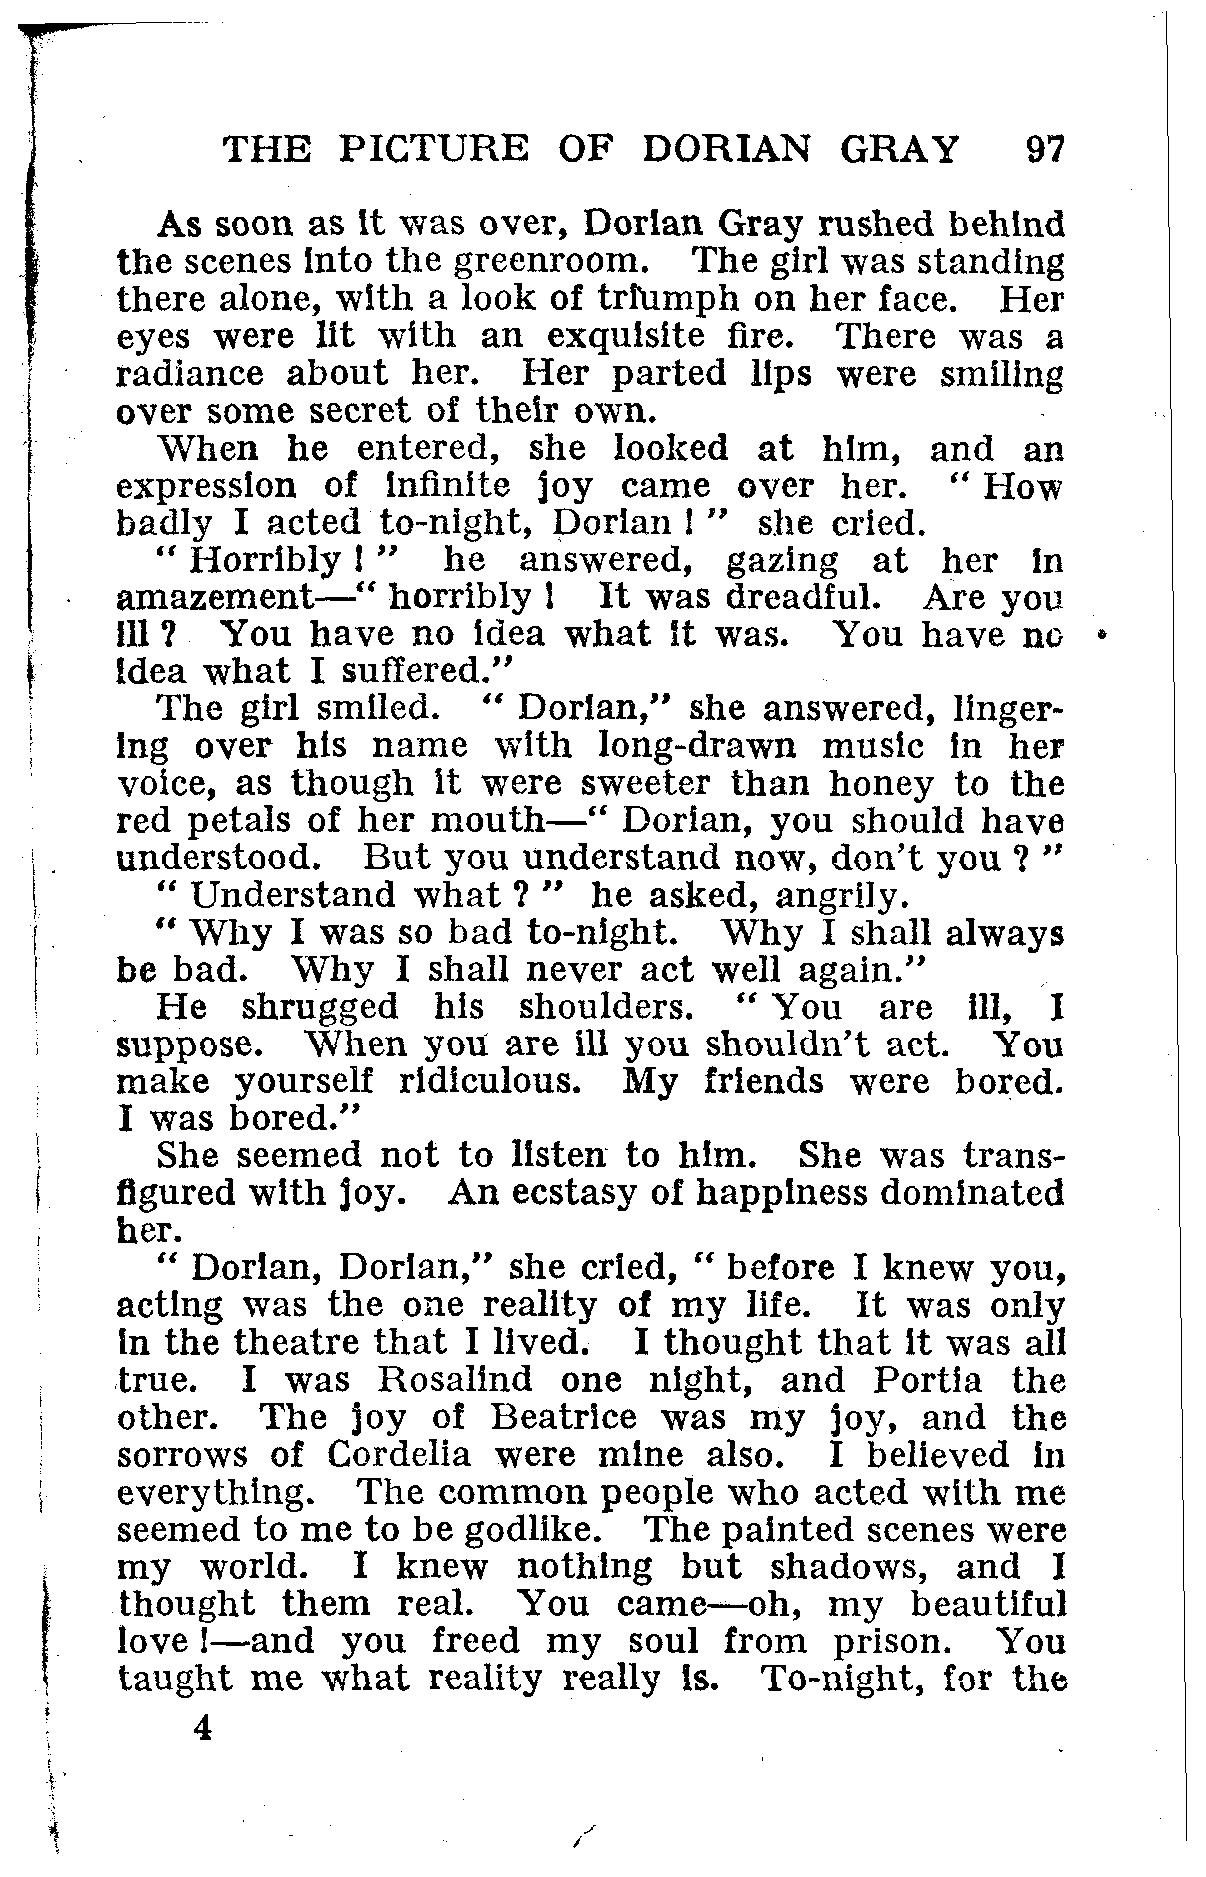 THE PICTURE OF DORIAN GRAY 97
As soon as it was over, Dorian Gray rushed behind
the scenes into the greenroom. The girl was standing
there alone, with a look of triumph on her face. Her
eyes were lit with an exquisite fire. There was a
radiance about her. Her parted lips were smiling
over some secret of their own.
When he entered, she looked at him, and an
expression of infinite joy came over her. “ How
badly I acted to-night, Dorian ! ” she cried.
“ Horribly ! ” he answered, gazing at her in
amazement—“ horribly ! It was dreadful. Are you
ill ? You have no idea what it was. You have no
idea what I suffered.”
The girl smiled. “ Dorian,” she answered, linger-
ing over his name with long-drawn music in her
voice, as though it were sweeter than honey to the
red petals of her mouth—“ Dorian, you should have
understood. But you understand now, don’t you ? ”
“ Understand what ? ” he asked, angrily.
“ Why I was so bad to-night. Why I shall always
be bad. Why I shall never act well again.”
He shrugged his shoulders. “ You are ill, I
suppose. When you are ill you shouldn’t act. You
make yourself ridiculous. My friends were bored.
I was bored.”
She seemed not to listen to him. She was trans-
figured with joy. An ecstasy of happiness dominated
her.
“ Dorian, Dorian,” she cried, “ before I knew you,
acting was the one reality of my life. It was only
in the theatre that I lived. I thought that it was all
true. I was Rosalind one night, and Portia the
other. The joy of Beatrice was my joy, and the
sorrows of Cordelia were mine also. I believed in
everything. The common people who acted with me
seemed to me to be godlike. The painted scenes were
my world. I knew nothing but shadows, and I
thought them real. You came—oh, my beautiful
love !—and you freed my soul from prison. You
taught me what reality really is. To-night, for the
4